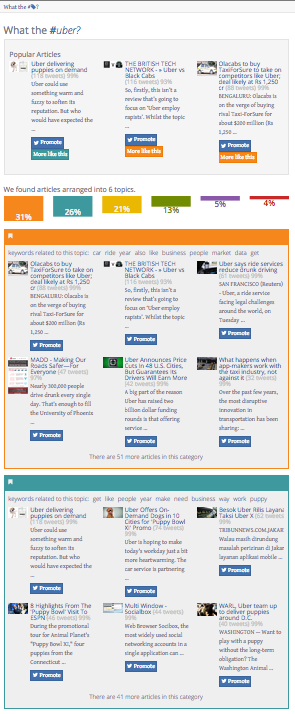 What the #🏷?
What the #uber?
Popular Articles
Uber delivering
puppies on demand
(118 tweets) 99%
Uber could use
something warm and
fuzzy to soften its
reputation. But who
would have expected the
...
Promote
More like this
THE BRITISH TECH
NETWORK - » Uber vs
Black Cabs
(116 tweets) 99%
So, firstly, this isn't a
review that's going to
focus on 'Uber employ
rapists'. Whilst the topic
...
Promote
More like this
Olacabs to buy
TaxiForSure to take on
competitors like Uber;
deal likely at Rs 1,250
cr (88 tweets) 99%
BENGALURU: Olacabs is
on the verge of buying
rival Taxi-ForSure for
about $200 million (Rs
1,250 ...
Promote
More like this
We found articles arranged into 6 topics.
31%
26%
21%
13%
5%
4%
keywords related to this topic: car ride year also like business people market data get
Olacabs to buy
TaxiForSure to take on
competitors like Uber;
deal likely at Rs 1,250
cr (88 tweets) 99%
BENGALURU: Olacabs is
on the verge of buying
rival Taxi-ForSure for
about $200 million (Rs
1,250 ...
Promote
THE BRITISH TECH
NETWORK - » Uber vs
Black Cabs
(116 tweets) 99%
So, firstly, this isn't a
review that's going to
focus on 'Uber employ
rapists'. Whilst the topic
...
Promote
Uber says ride services
reduce drunk driving
(51 tweets) 99%
SAN FRANCISCO (Reuters)
- Uber, a ride service
facing legal challenges
around the world, on
Tuesday ...
Promote
MADD - Making Our
Roads Safer—For
Everyone (47 tweets)
97%
Nearly 300,000 people
drive drunk every single
day. That's enough to fill
the University of Phoenix
...
Promote
Uber Announces Price
Cuts In 48 U.S. Cities,
But Guarantees Its
Drivers Will Earn More
(42 tweets) 99%
A big part of the reason
Uber has raised two
billion dollar funding
rounds is that offering
service ...
Promote
What happens when
app-makers work with
the taxi industry, not
against it (32 tweets)
99%
Over the past few years,
the most disruptive
innovation in
transportation has been
sharing: ...
Promote
There are 51 more articles in this category
keywords related to this topic: get like people year make need business way work puppy
Uber delivering
puppies on demand
(118 tweets) 99%
Uber could use
something warm and
fuzzy to soften its
reputation. But who
would have expected the
...
Promote
Uber Offers On-
Demand Dogs in 10
Cities for 'Puppy Bowl
XI' Promo (74 tweets)
99%
Uber is hoping to make
today's workday just a bit
more heartwarming. The
car service is partnering
...
Promote
Besok Uber Rilis Layanan
Taksi Uber X (62 tweets)
99%
TRIBUNNEWS.COM,JAKAR
Walau masih dirundung
masalah perizinan di Jakar
layanan aplikasi mobile ...
Promote
8 Highlights From The
'Puppy Bowl' Visit To
ESPN (46 tweets) 99%
During the promotional
tour for Animal Planet's
"Puppy Bowl XI," four
puppies from the
Connecticut ...
Promote
Multi Window -
Socialbox (44 tweets)
99%
Web Browser Socibox, the
most widely used social
networking accounts in a
single application can ...
Promote
WARL, Uber team up
to deliver puppies
around D.C.
(40 tweets) 99%
WASHINGTON — Want to
play with a puppy
without the long-term
obligation? The
Washington Animal ...
Promote
There are 41 more articles in this category